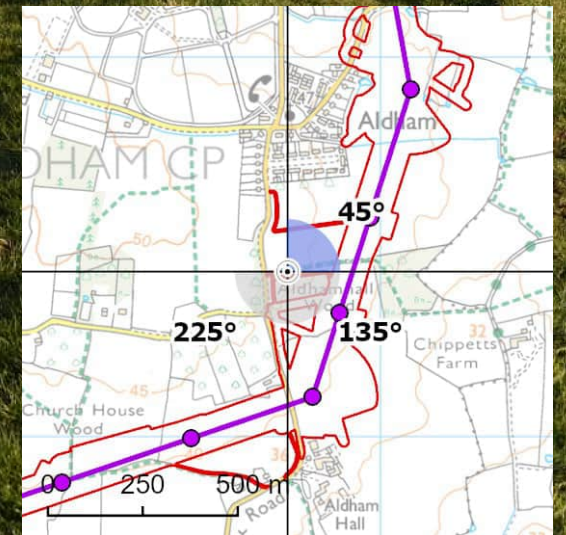 Aldham
DHAM CP
45°
50
Aldhamhall
Wood
225°
135°
32
Chippetts
Farm
45
Church House
Wood
36
0 250 500 m
Road
Aldham
Hall